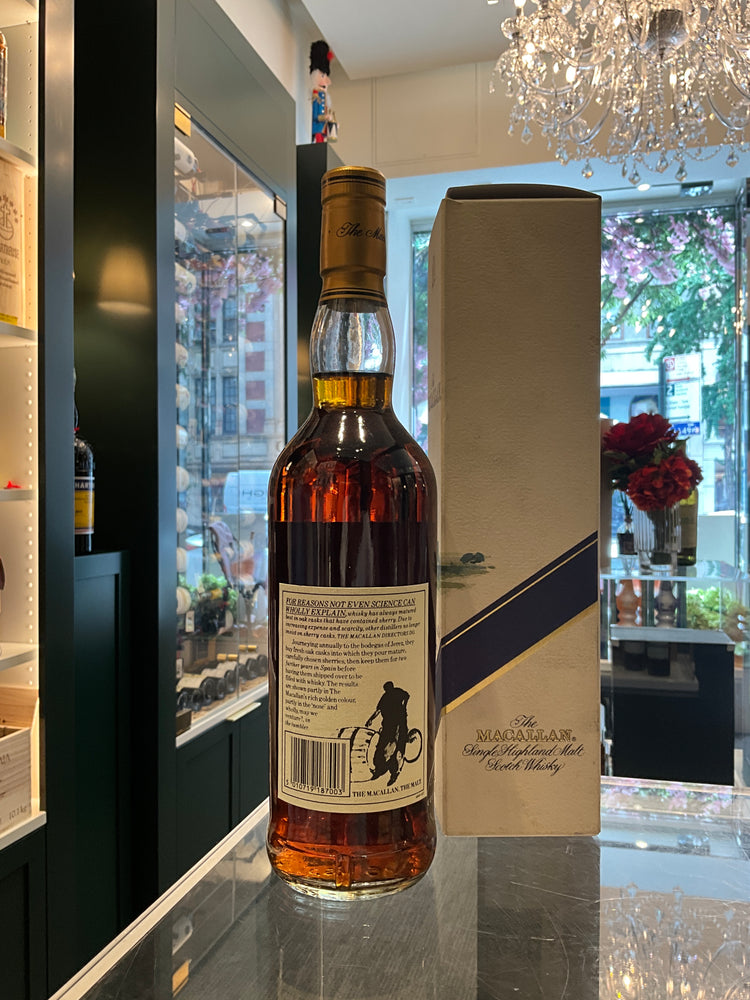 The Ma
FOR REASONS NOT EVEN SCIENCE CAN
WHOLLY EXPLAIN, whisky has always matured
best in oak casks that have contained sherry. Due to
increasing expense and scarcity, other distillers no longer
insist on sherry casks. THE MACALLAN DIRECTORS DO.
Journeying annually to the bodegas of Jerez, they
buy fresh oak casks into which they pour mature,
carefully chosen sherries, then keep them for two
further years in Spain before
having them shipped over to be
filled with whisky. The results
are shown partly in The
Macallan's rich golden colour,
partly in the 'nose' and
wholly, may we
venture?, in
the tumbler.
5 010719 187003
THE MACALLAN. THE MALT.
The
MACALLAN®
Single Highland Malt
Scotch Whisky